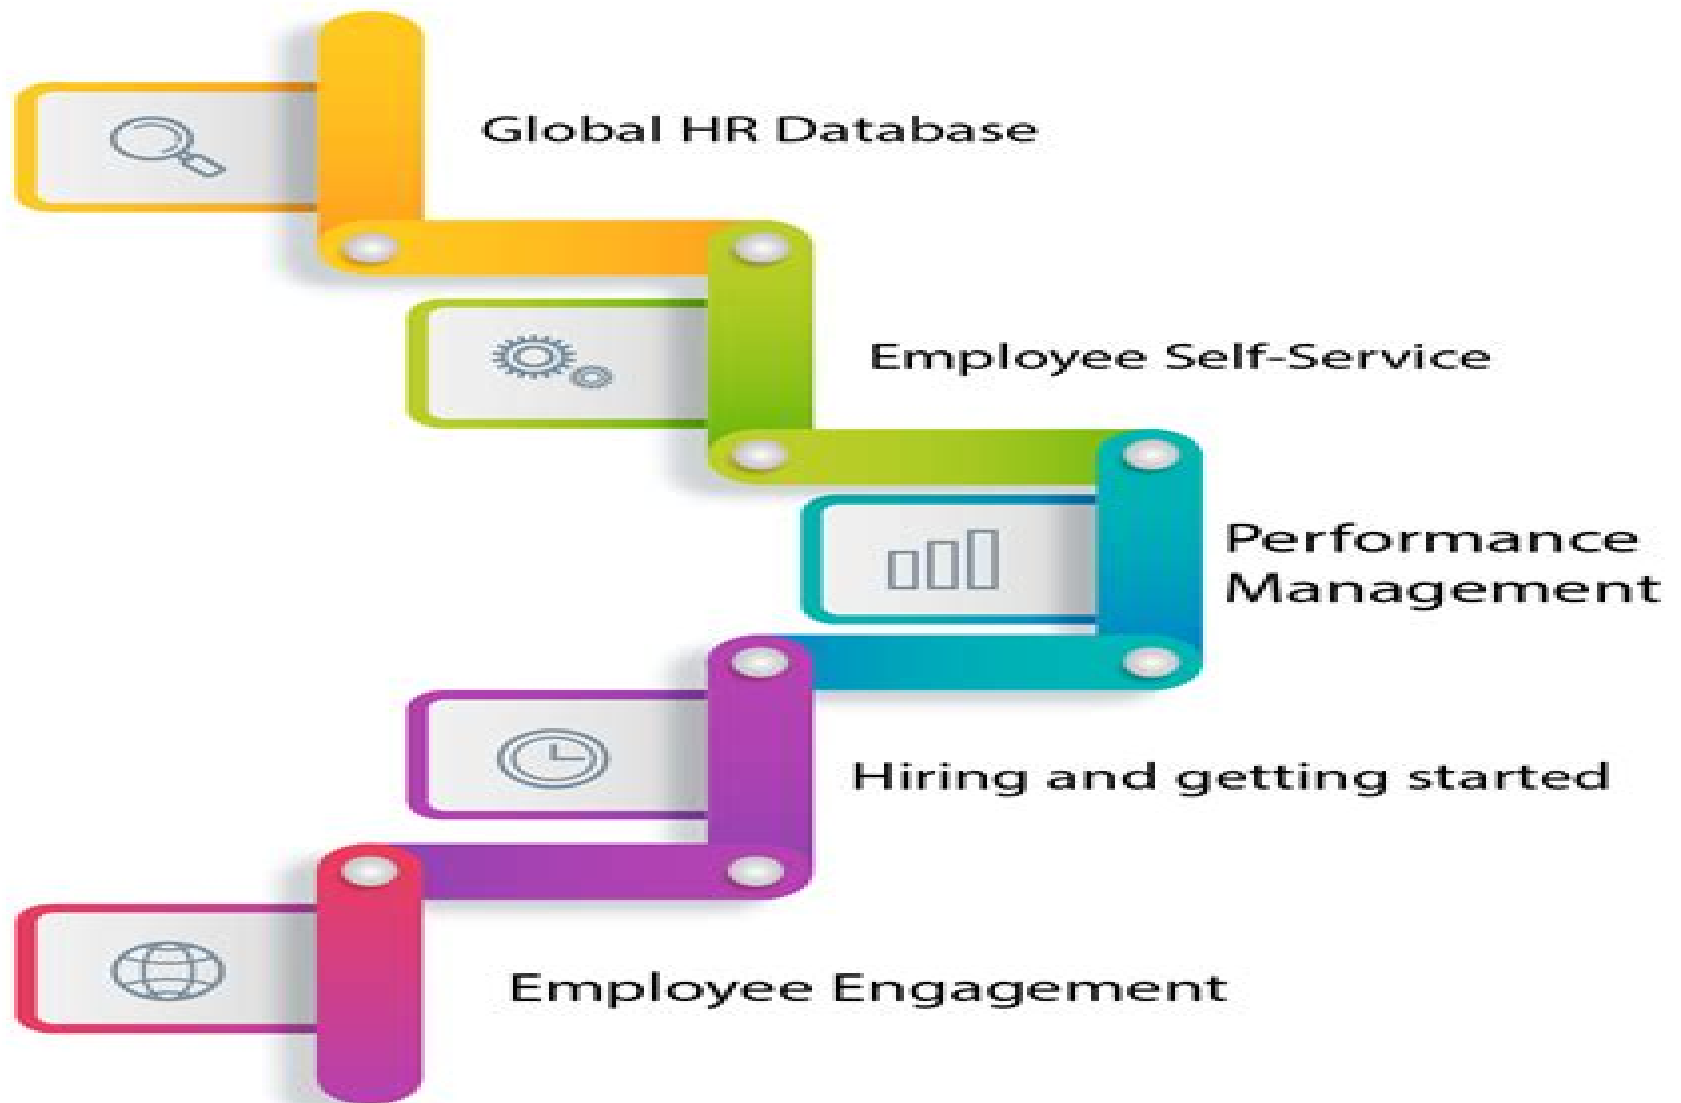 Global HR Database
Employee Self-Service
Performance
Management
Hiring and getting started
Employee Engagement